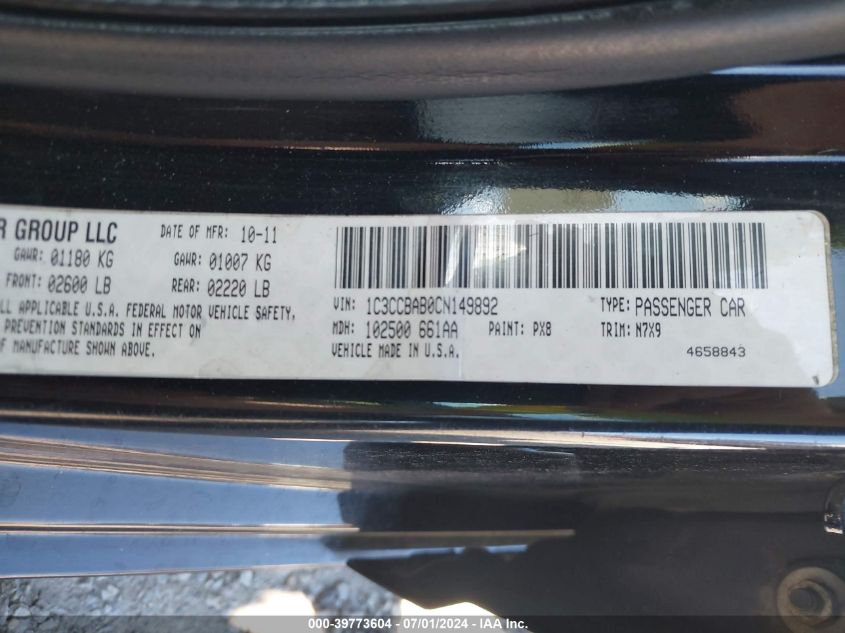 R GROUP LLC
DATE OF MFR: 10-11
GAWR: 01180 KG
GAWR: 01007 KG
FRONT: 02600 LB
REAR: 02220 LB
LL APPLICABLE U.S.A. FEDERAL MOTOR VEHICLE SAFETY,
PREVENTION STANDARDS IN EFFECT ON
OF MANUFACTURE SHOWN ABOVE.
VIN: 1C3CCBAB0CN149892
TYPE: PASSENGER CAR
MDH: 102500 661AA
PAINT: PX8
TRIM: N7X9
VEHICLE MADE IN U.S.A.
4658843
000-39773604 - 07/01/2024 - © IAA Inc.